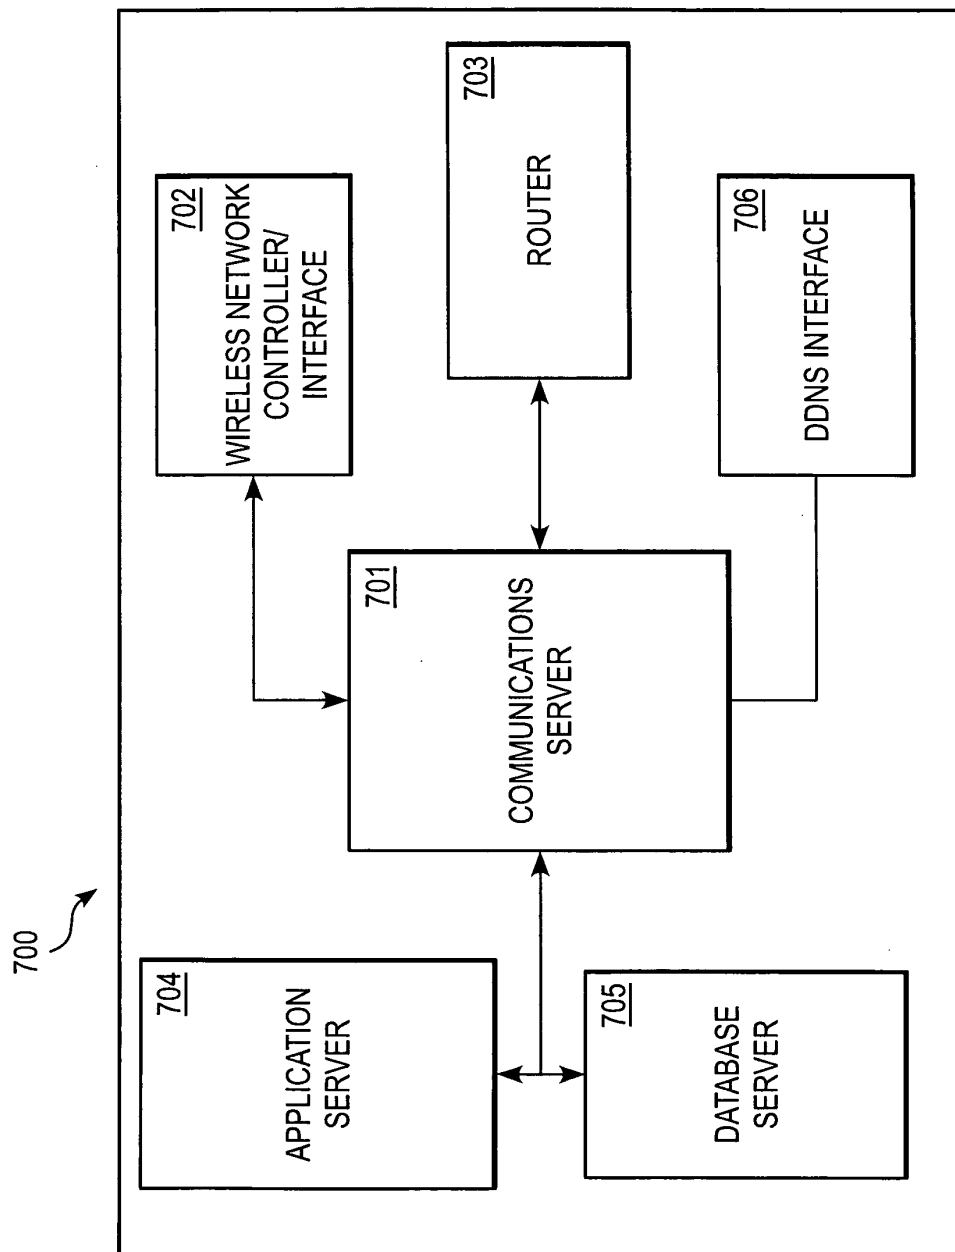 700
704
APPLICATION
SERVER
705
DATABASE
SERVER
701
COMMUNICATIONS
SERVER
702
WIRELESS NETWORK
CONTROLLER/
INTERFACE
703
ROUTER
706
DDNS INTERFACE